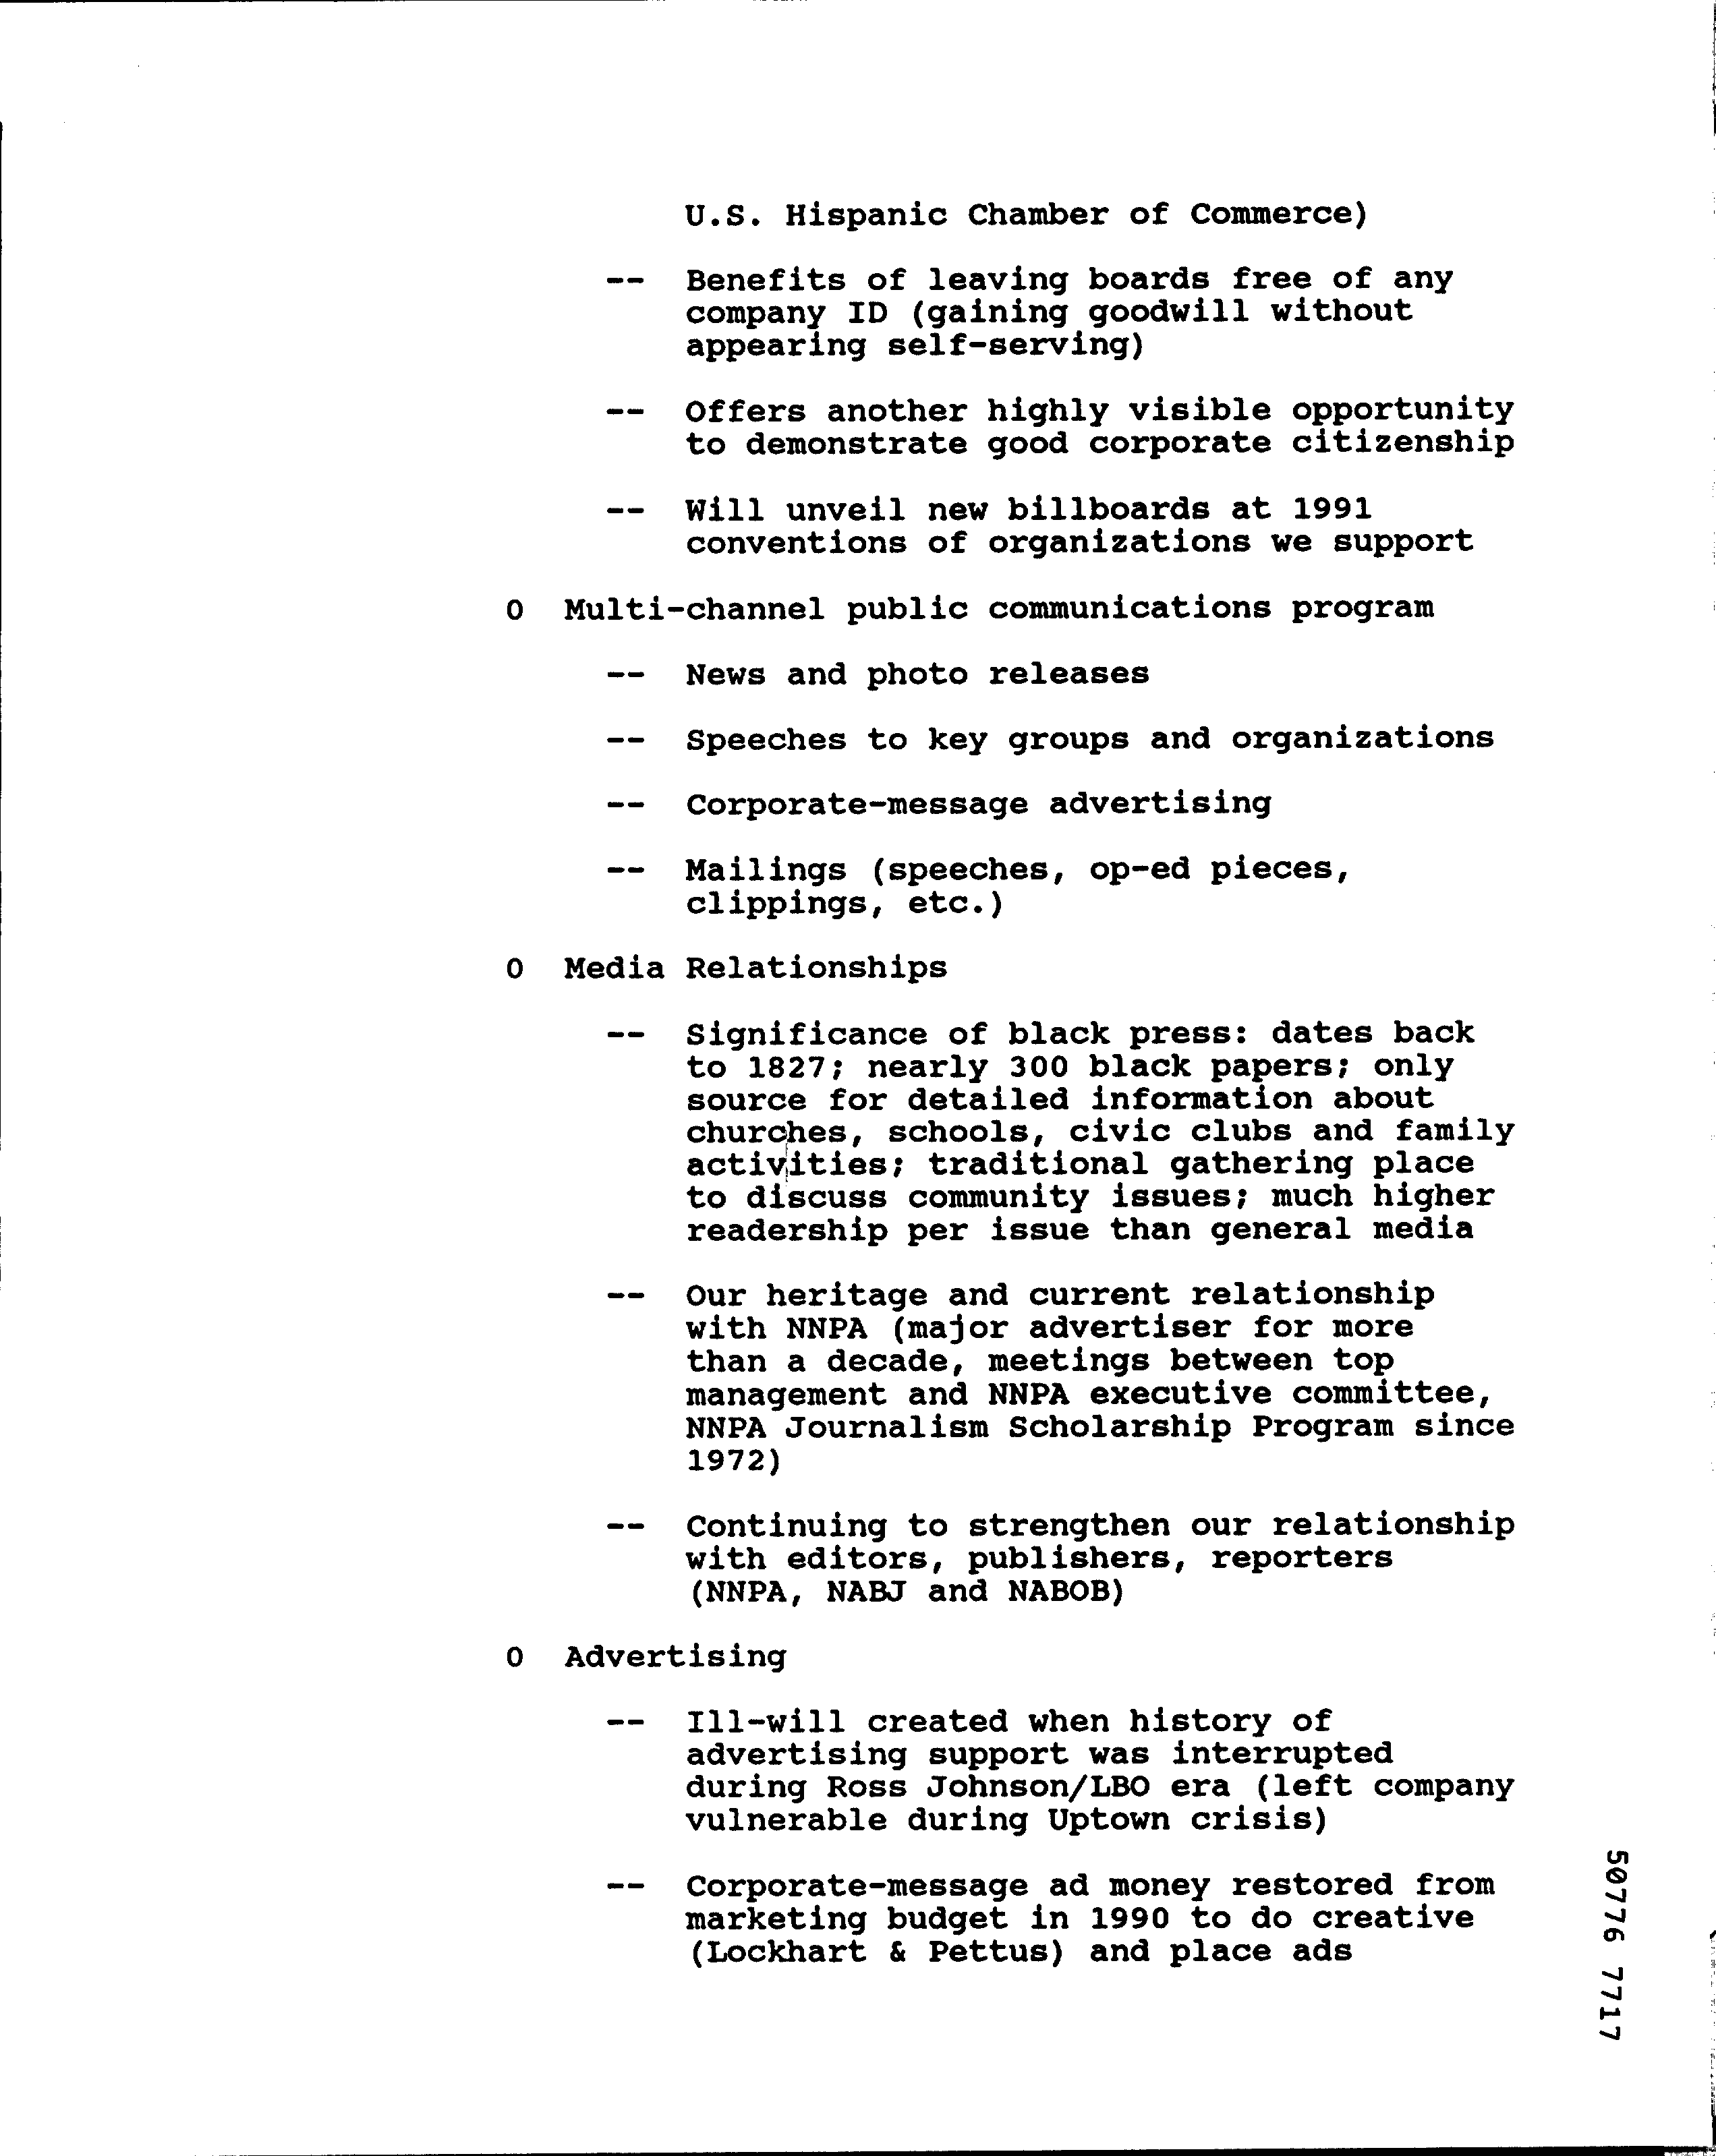 U.S. Hispanic Chamber of Commerce)
-- Benefits of leaving boards free of any
company ID (gaining goodwill without
appearing self-serving)
-- Offers another highly visible opportunity
to demonstrate good corporate citizenship
-- Will unveil new billboards at 1991
conventions of organizations we support
O Multi-channel public communications program
-- News and photo releases
-- Speeches to key groups and organizations
-- Corporate-message advertising
-- Mailings (speeches, op-ed pieces,
clippings, etc.)
O Media Relationships
-- Significance of black press: dates back
to 1827; nearly 300 black papers; only
source for detailed information about
churches, schools, civic clubs and family
activities; traditional gathering place
to discuss community issues; much higher
readership per issue than general media
-- Our heritage and current relationship
with NNPA (major advertiser for more
than a decade, meetings between top
management and NNPA executive committee,
NNPA Journalism Scholarship Program since
1972)
-- Continuing to strengthen our relationship
with editors, publishers, reporters
(NNPA, NABJ and NABOB)
O Advertising
-- Ill-will created when history of
advertising support was interrupted
during Ross Johnson/LBO era (left company
vulnerable during Uptown crisis)
-- Corporate-message ad money restored from
marketing budget in 1990 to do creative
(Lockhart & Pettus) and place ads
50776 7717